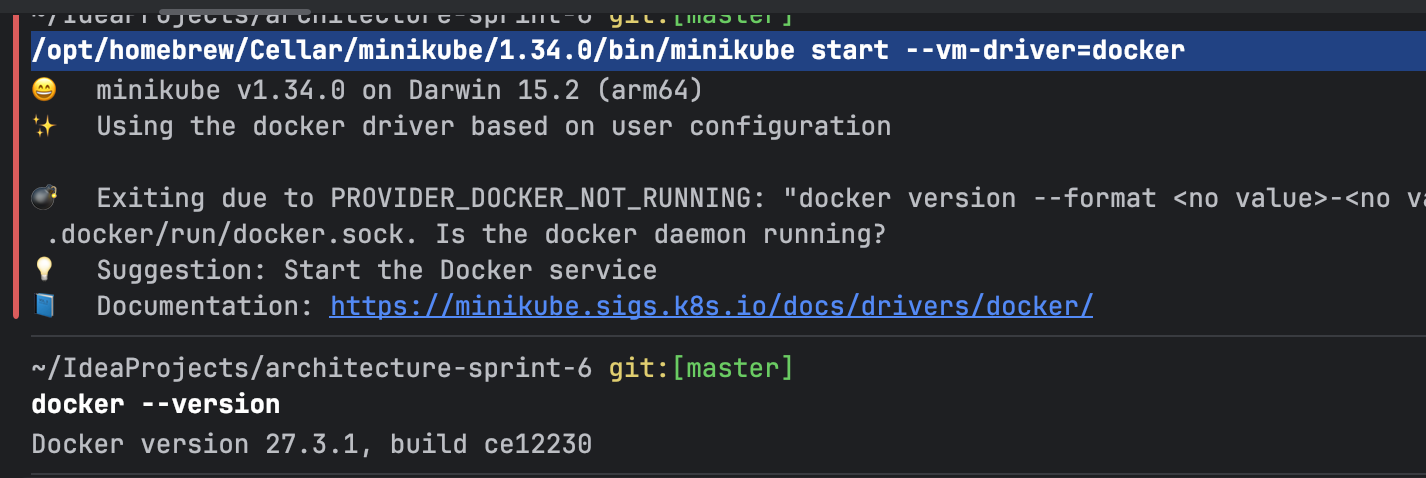 ~/IdeaProjects/architecture-sprint-6 git:[master]
/opt/homebrew/Cellar/minikube/1.34.0/bin/minikube start --vm-driver=docker
😄 minikube v1.34.0 on Darwin 15.2 (arm64)
✨ Using the docker driver based on user configuration
💣 Exiting due to PROVIDER_DOCKER_NOT_RUNNING: "docker version --format <no value>-<no va
.docker/run/docker.sock. Is the docker daemon running?
💡 Suggestion: Start the Docker service
📘 Documentation: https://minikube.sigs.k8s.io/docs/drivers/docker/
~/IdeaProjects/architecture-sprint-6 git:[master]
docker --version
Docker version 27.3.1, build ce12230